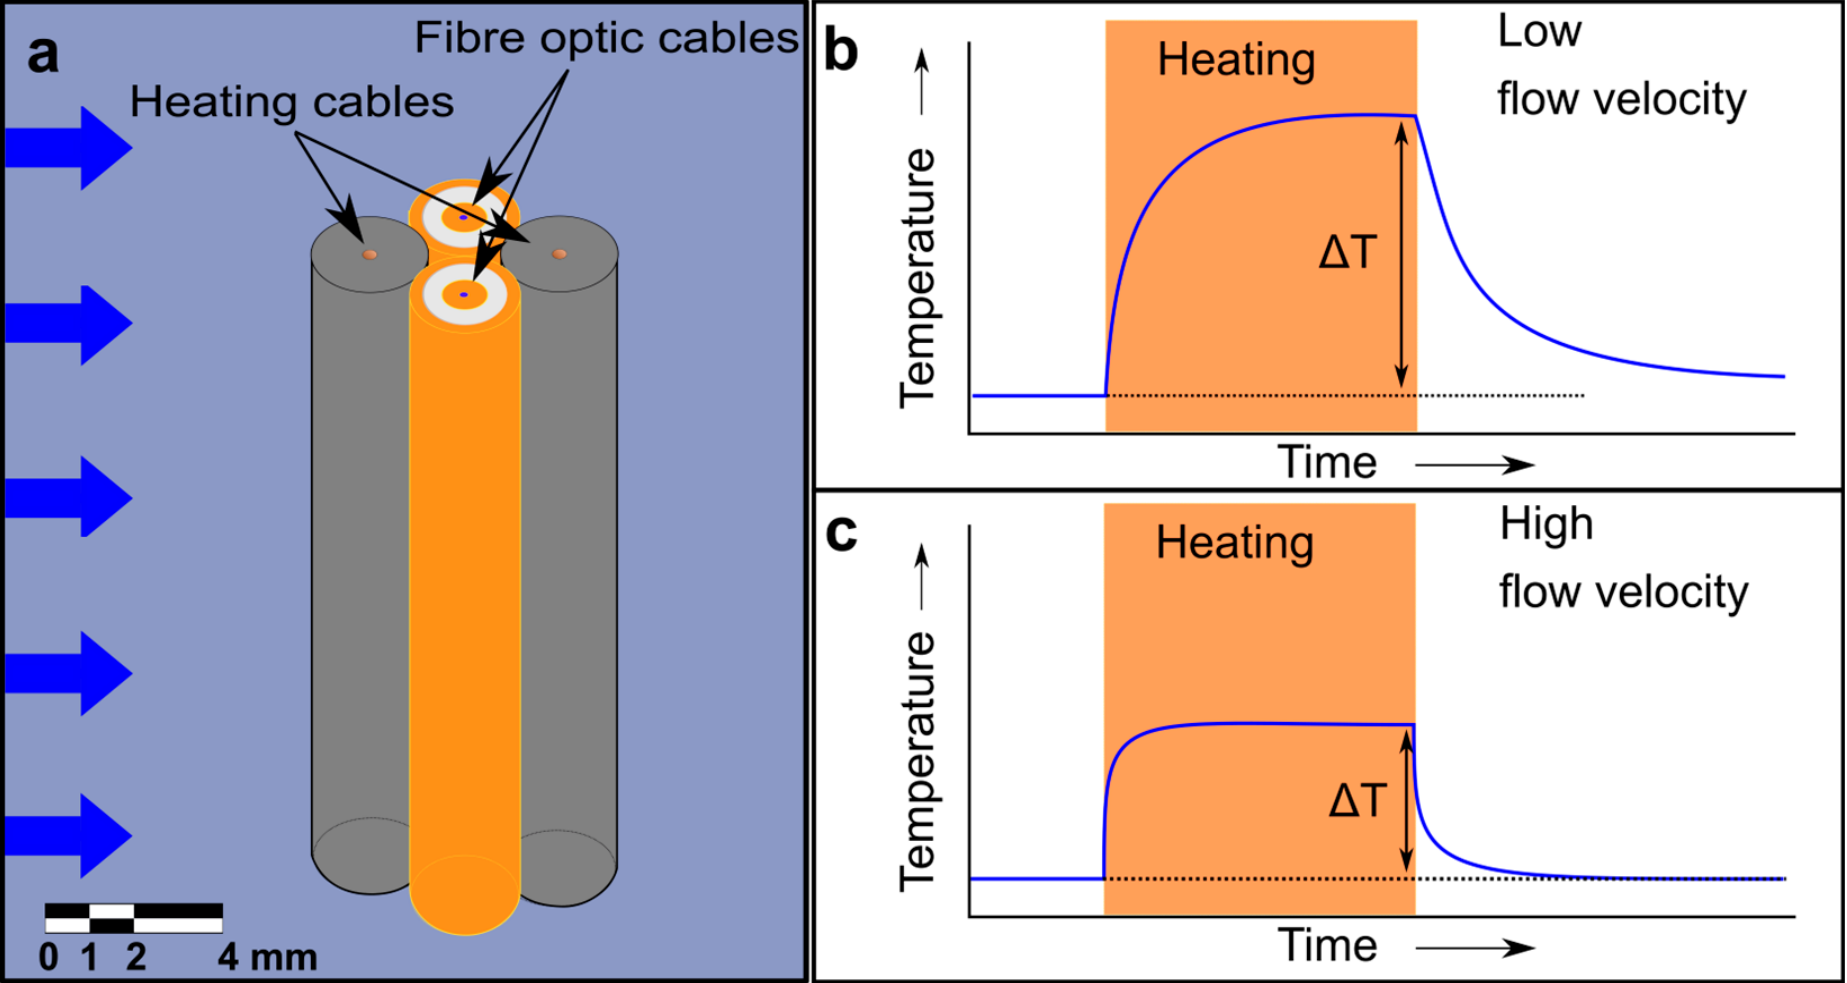 a
Fibre optic cables
Heating cables
0 1 2 4 mm
b
Heating
Low
flow velocity
Temperature
ΔT
Time
c
Heating
High
flow velocity
Temperature
ΔT
Time